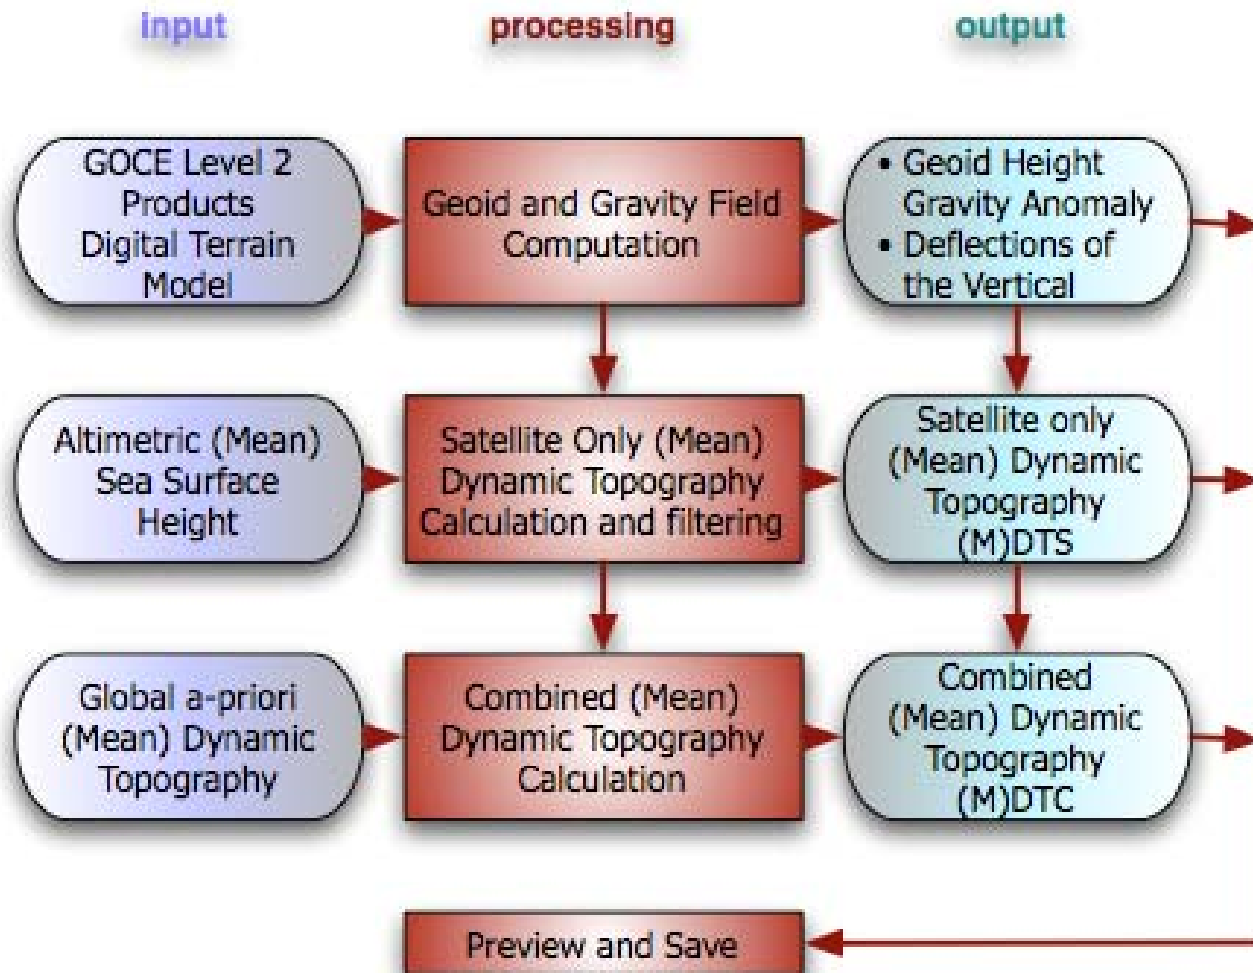 input
processing
output
GOCE Level 2
Products
Digital Terrain
Model
Geoid and Gravity Field
Computation
• Geoid Height
Gravity Anomaly
• Deflections of
the Vertical
Altimetric (Mean)
Sea Surface
Height
Satellite Only (Mean)
Dynamic Topography
Calculation and filtering
Satellite only
(Mean) Dynamic
Topography
(M)DTS
Global a-priori
(Mean) Dynamic
Topography
Combined (Mean)
Dynamic Topography
Calculation
Combined
(Mean) Dynamic
Topography
(M)DTC
Preview and Save